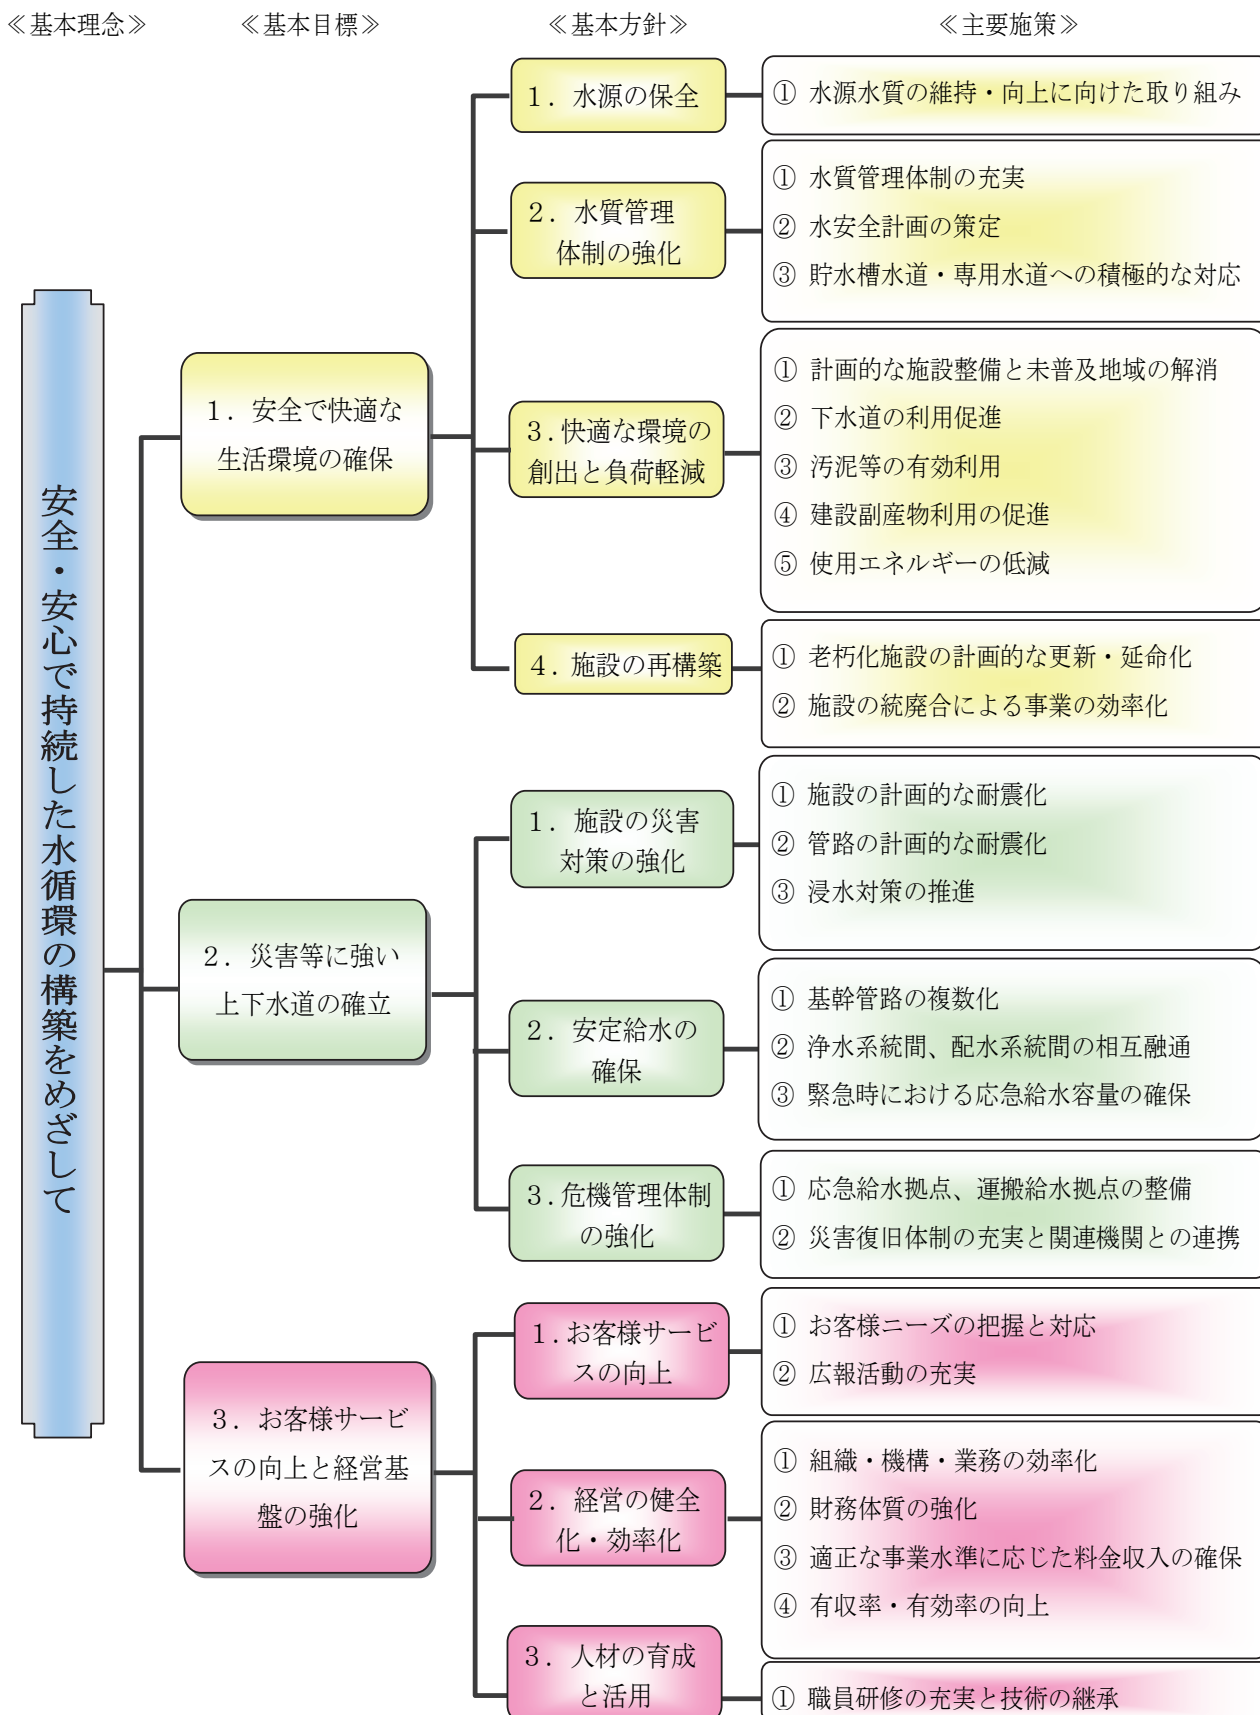 ≪基本理念≫ ≪基本目標≫ ≪基本方針≫ ≪主要施策≫
安全・安心で持続した水循環の構築をめざして
１．安全で快適な
生活環境の確保
１．水源の保全
① 水源水質の維持・向上に向けた取り組み
２．水質管理
体制の強化
① 水質管理体制の充実
② 水安全計画の策定
③ 貯水槽水道・専用水道への積極的な対応
３.快適な環境の
創出と負荷軽減
① 計画的な施設整備と未普及地域の解消
② 下水道の利用促進
③ 汚泥等の有効利用
④ 建設副産物利用の促進
⑤ 使用エネルギーの低減
４．施設の再構築
① 老朽化施設の計画的な更新・延命化
② 施設の統廃合による事業の効率化
２．災害等に強い
上下水道の確立
１．施設の災害
対策の強化
① 施設の計画的な耐震化
② 管路の計画的な耐震化
③ 浸水対策の推進
２．安定給水の
確保
① 基幹管路の複数化
② 浄水系統間、配水系統間の相互融通
③ 緊急時における応急給水容量の確保
３.危機管理体制
の強化
① 応急給水拠点、運搬給水拠点の整備
② 災害復旧体制の充実と関連機関との連携
３．お客様サービ
スの向上と経営基
盤の強化
１.お客様サービ
スの向上
① お客様ニーズの把握と対応
② 広報活動の充実
２．経営の健全
化・効率化
① 組織・機構・業務の効率化
② 財務体質の強化
③ 適正な事業水準に応じた料金収入の確保
④ 有収率・有効率の向上
３．人材の育成
と活用
① 職員研修の充実と技術の継承